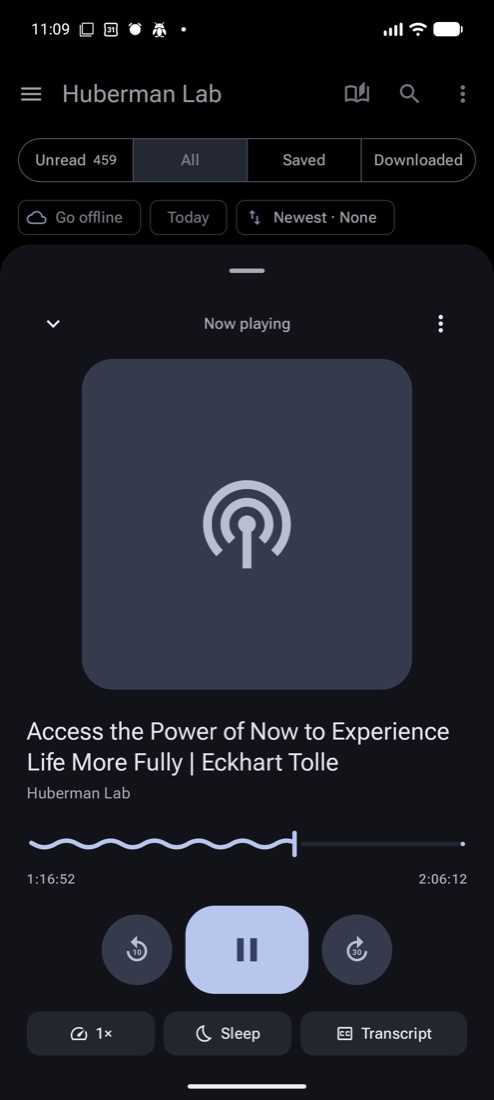 11:09
31
Huberman Lab
Unread 459
All
Saved
Downloaded
Go offline
Today
Newest · None
Now playing
Access the Power of Now to Experience
Life More Fully | Eckhart Tolle
Huberman Lab
1:16:52
2:06:12
10
30
1×
Sleep
CC
Transcript